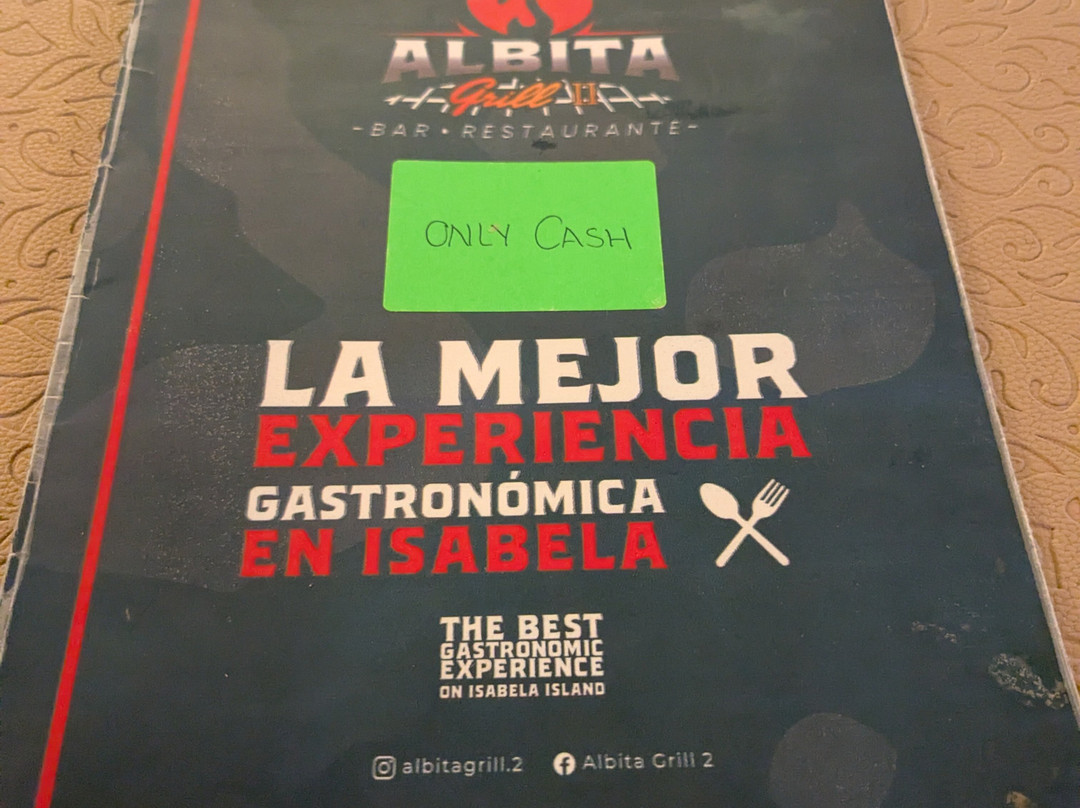 ALBITA
Grill II
-BAR • RESTAURANTE-
ONLY CASH
LA MEJOR
EXPERIENCIA
GASTRONÓMICA
EN ISABELA
THE BEST
GASTRONOMIC
EXPERIENCE
ON ISABELA ISLAND
albitagrill.2 Albita Grill 2